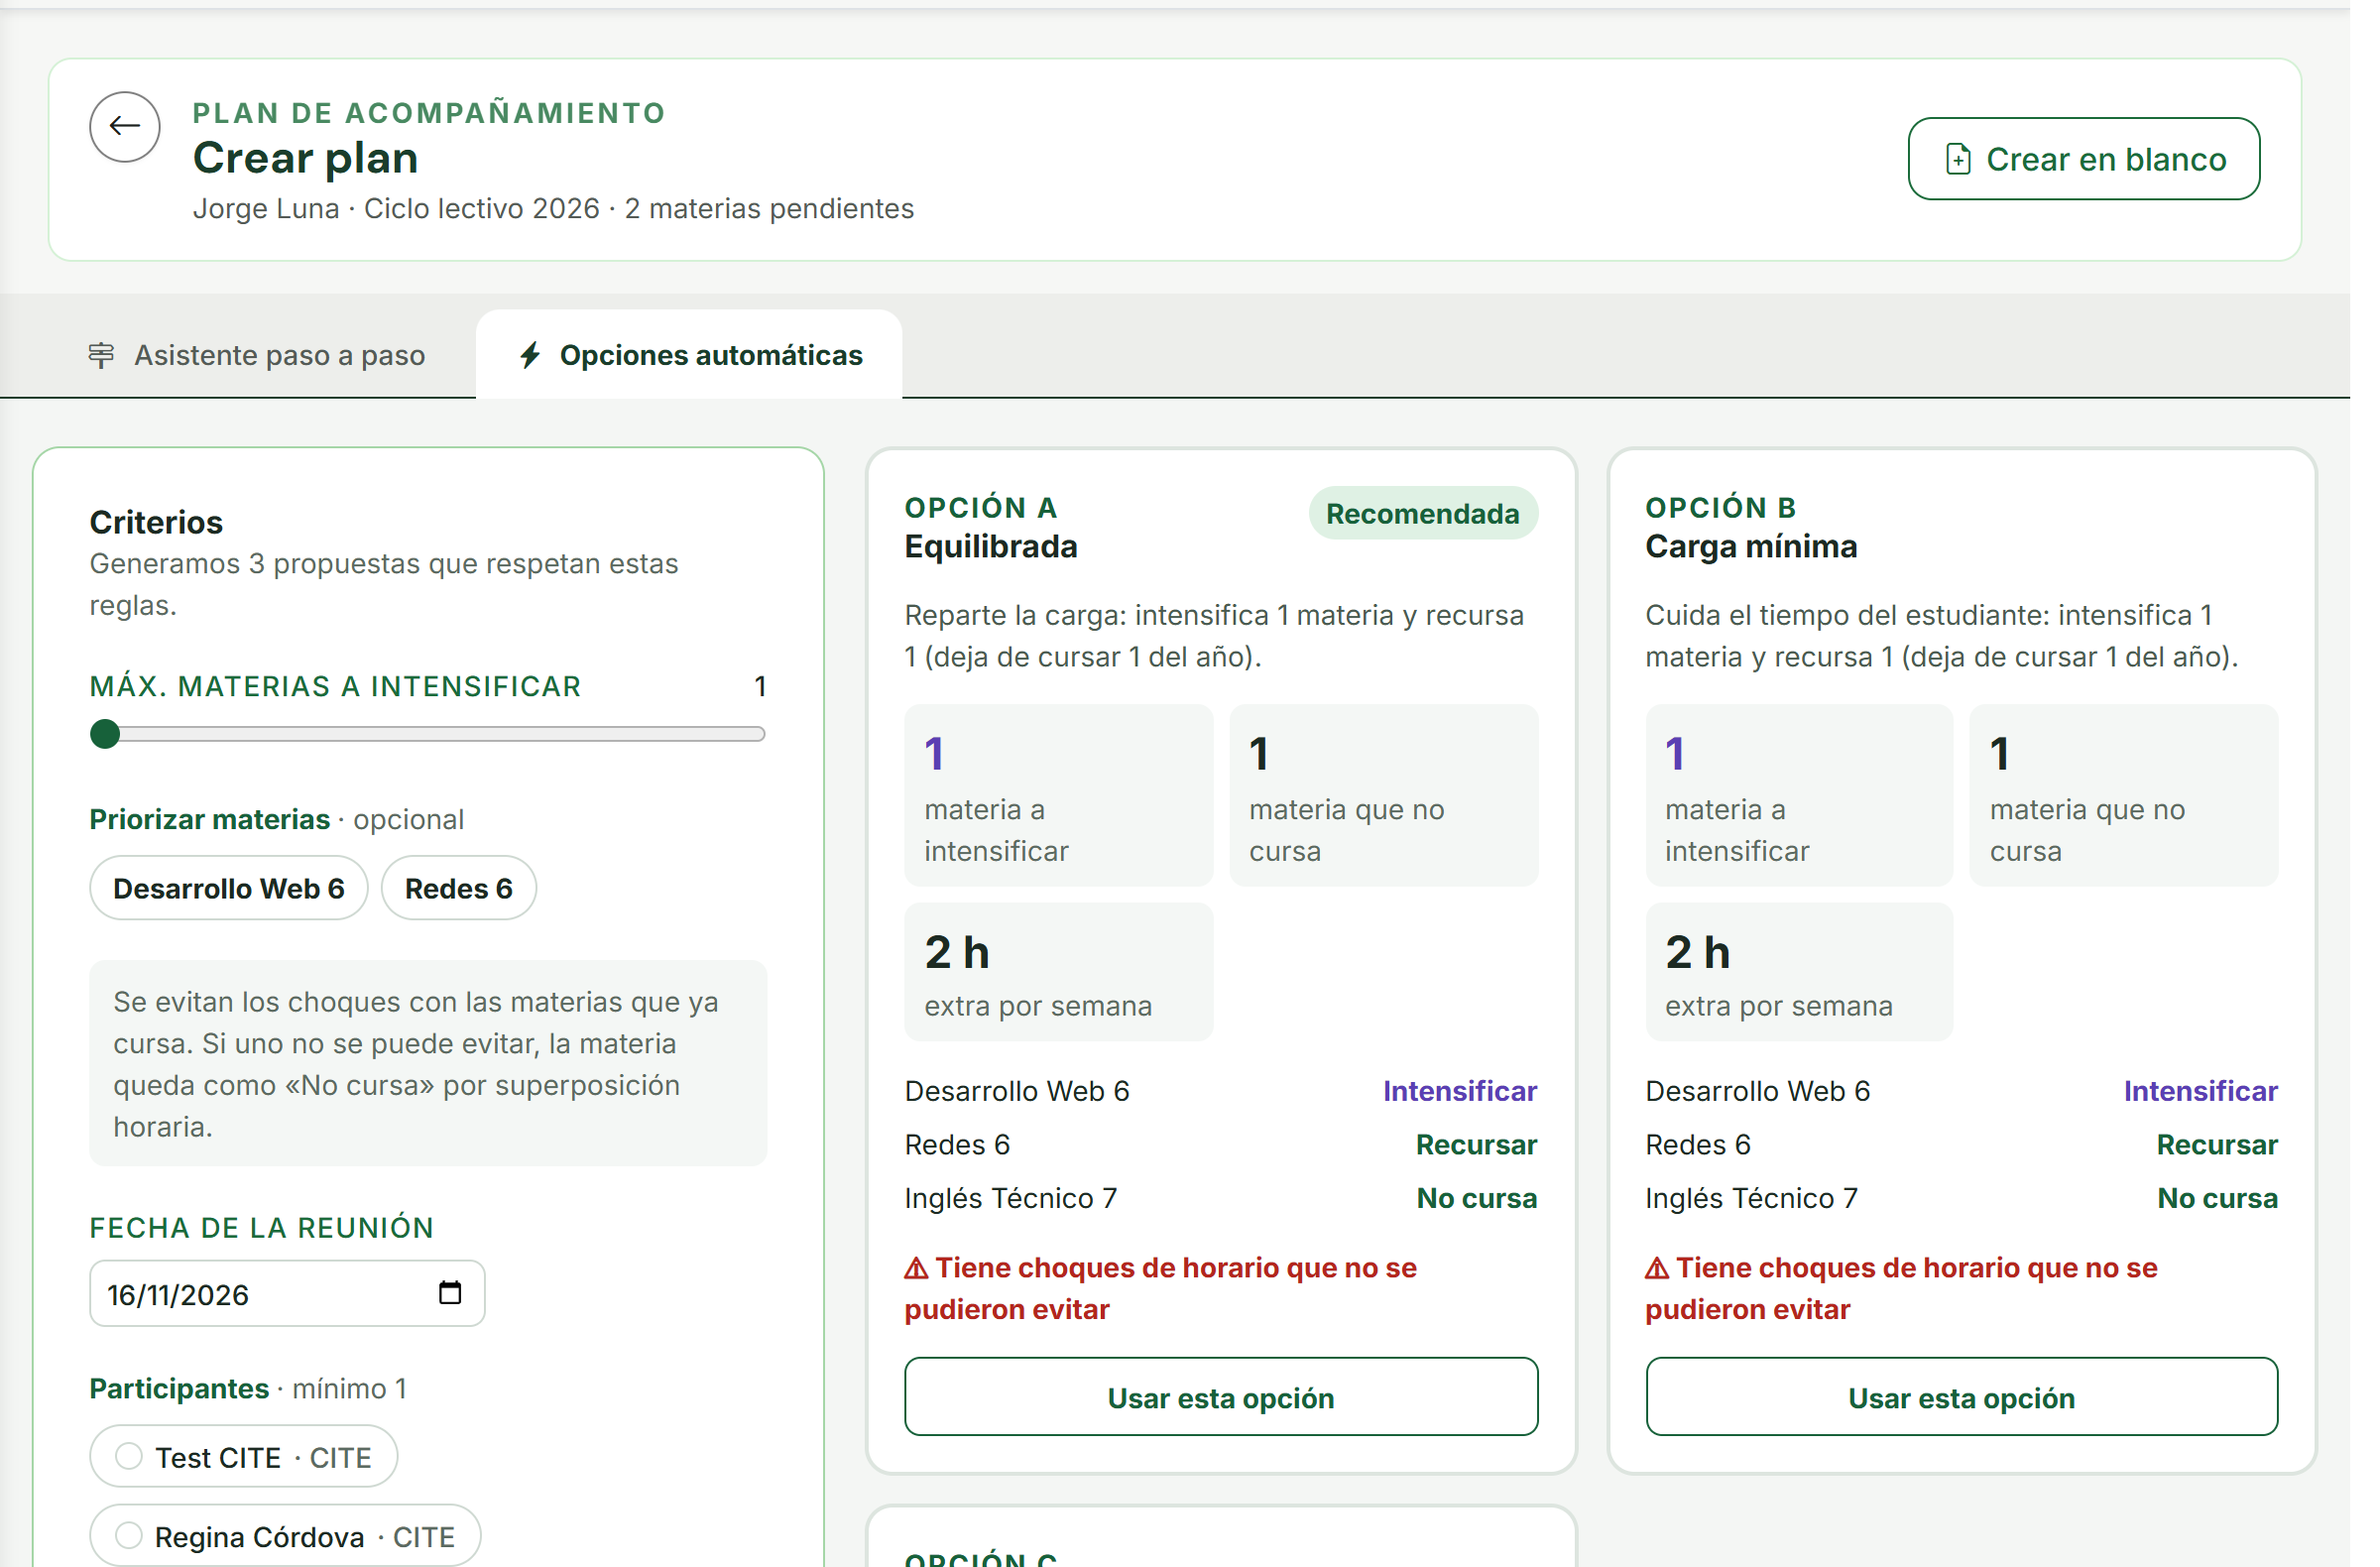 PLAN DE ACOMPAÑAMIENTO
Crear plan
Jorge Luna · Ciclo lectivo 2026 · 2 materias pendientes
Crear en blanco
Asistente paso a paso
Opciones automáticas
Criterios
Generamos 3 propuestas que respetan estas
reglas.
MÁX. MATERIAS A INTENSIFICAR 1
Priorizar materias · opcional
Desarrollo Web 6
Redes 6
Se evitan los choques con las materias que ya
cursa. Si uno no se puede evitar, la materia
queda como «No cursa» por superposición
horaria.
FECHA DE LA REUNIÓN
16/11/2026
Participantes · mínimo 1
Test CITE · CITE
Regina Córdova · CITE
OPCIÓN A
Recomendada
Equilibrada
Reparte la carga: intensifica 1 materia y recursa
1 (deja de cursar 1 del año).
1
materia a
intensificar
1
materia que no
cursa
2 h
extra por semana
Desarrollo Web 6 Intensificar
Redes 6 Recursar
Inglés Técnico 7 No cursa
⚠ Tiene choques de horario que no se
pudieron evitar
Usar esta opción
OPCIÓN B
Carga mínima
Cuida el tiempo del estudiante: intensifica 1
materia y recursa 1 (deja de cursar 1 del año).
1
materia a
intensificar
1
materia que no
cursa
2 h
extra por semana
Desarrollo Web 6 Intensificar
Redes 6 Recursar
Inglés Técnico 7 No cursa
⚠ Tiene choques de horario que no se
pudieron evitar
Usar esta opción
OPCIÓN C